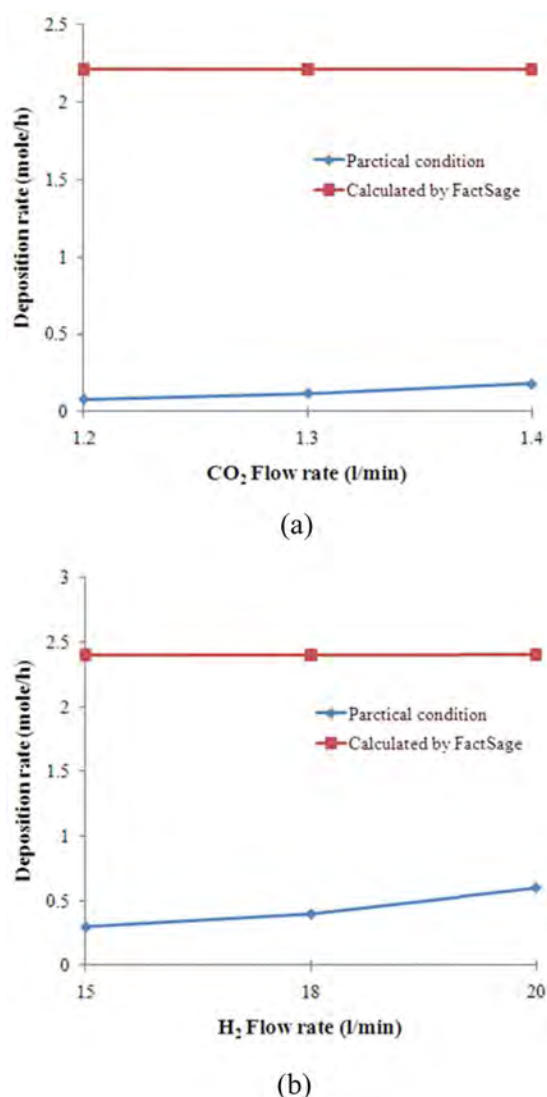 2.5
2
1.5
1
0.5
0
Deposition rate (mole/h)
Parctical condition
Calculated by FactSage
1.2 1.3 1.4
CO₂ Flow rate (l/min)
(a)
3
2.5
2
1.5
1
0.5
0
Deposition rate (mole/h)
Parctical condition
Calculated by FactSage
15 18 20
H₂ Flow rate (l/min)
(b)